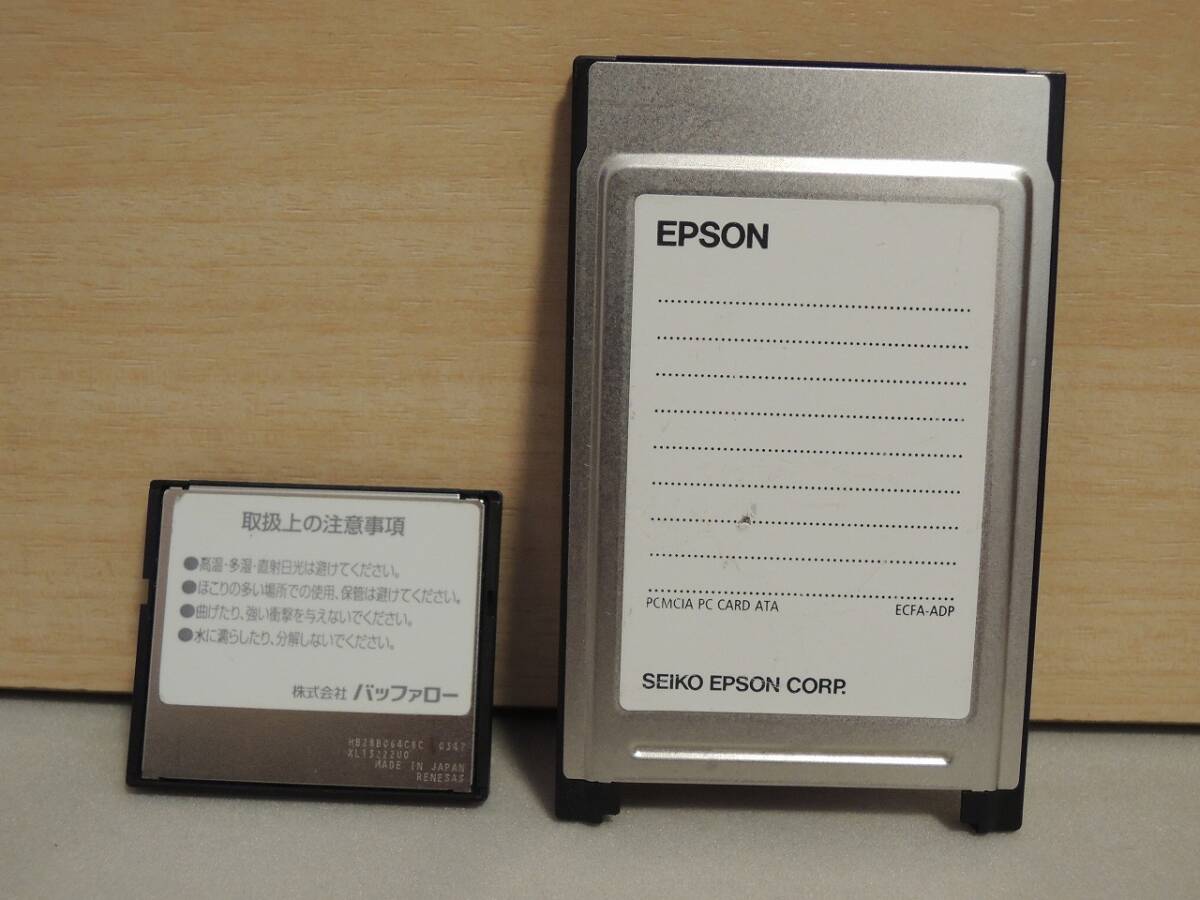 取扱上の注意事項
●高温・多湿・直射日光は避けてください。
●ほこりの多い場所での使用、保管は避けてください。
●曲げたり、強い衝撃を与えないでください。
●水に濡らしたり、分解しないでください。
株式会社 バッファロー
HB28B064C8C 0347
XL13222U0
MADE IN JAPAN
RENESAS
EPSON
PCMCIA PC CARD ATA ECFA-ADP
SEIKO EPSON CORP.